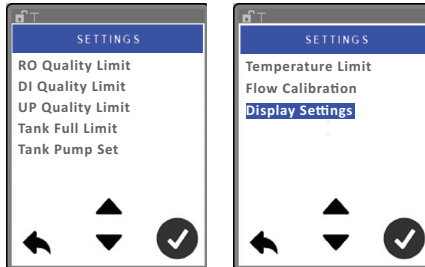 SETTINGS
RO Quality Limit
DI Quality Limit
UP Quality Limit
Tank Full Limit
Tank Pump Set
SETTINGS
Temperature Limit
Flow Calibration
Display Settings